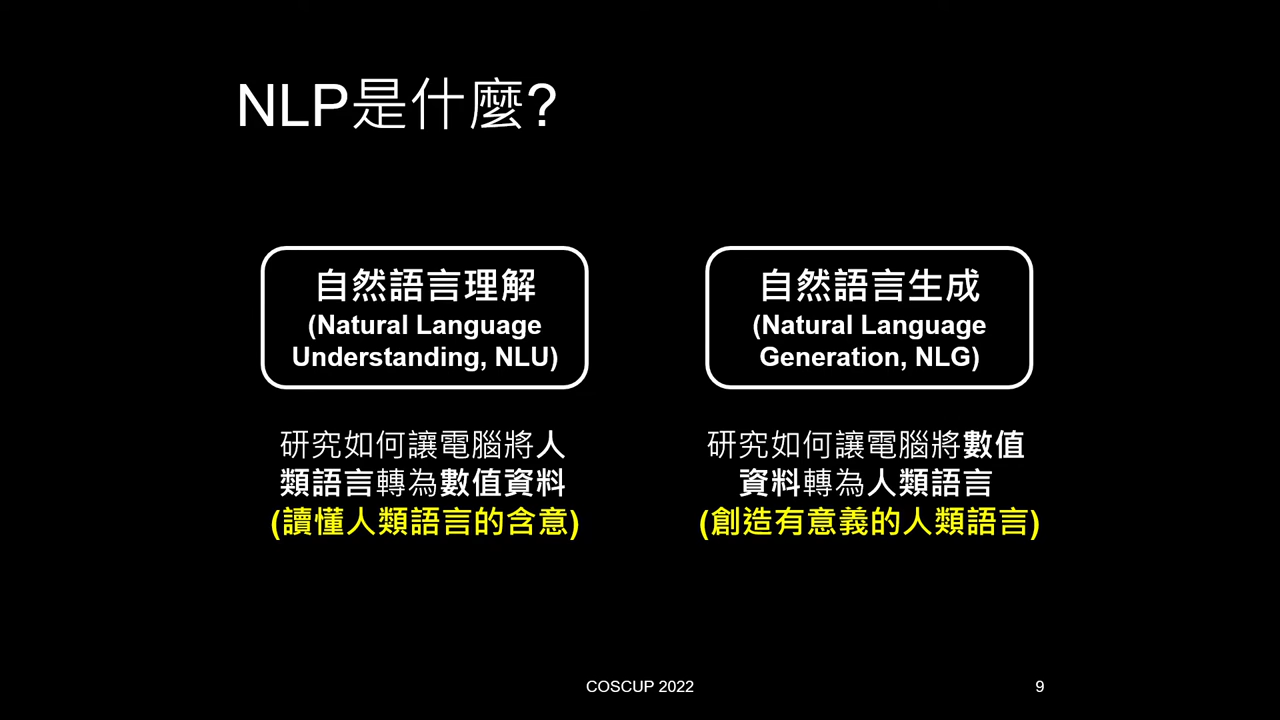 NLP是什麼?
自然語言理解
(Natural Language
Understanding, NLU)
研究如何讓電腦將人
類語言轉為數值資料
(讀懂人類語言的含意)
自然語言生成
(Natural Language
Generation, NLG)
研究如何讓電腦將數值
資料轉為人類語言
(創造有意義的人類語言)
COSCUP 2022
9